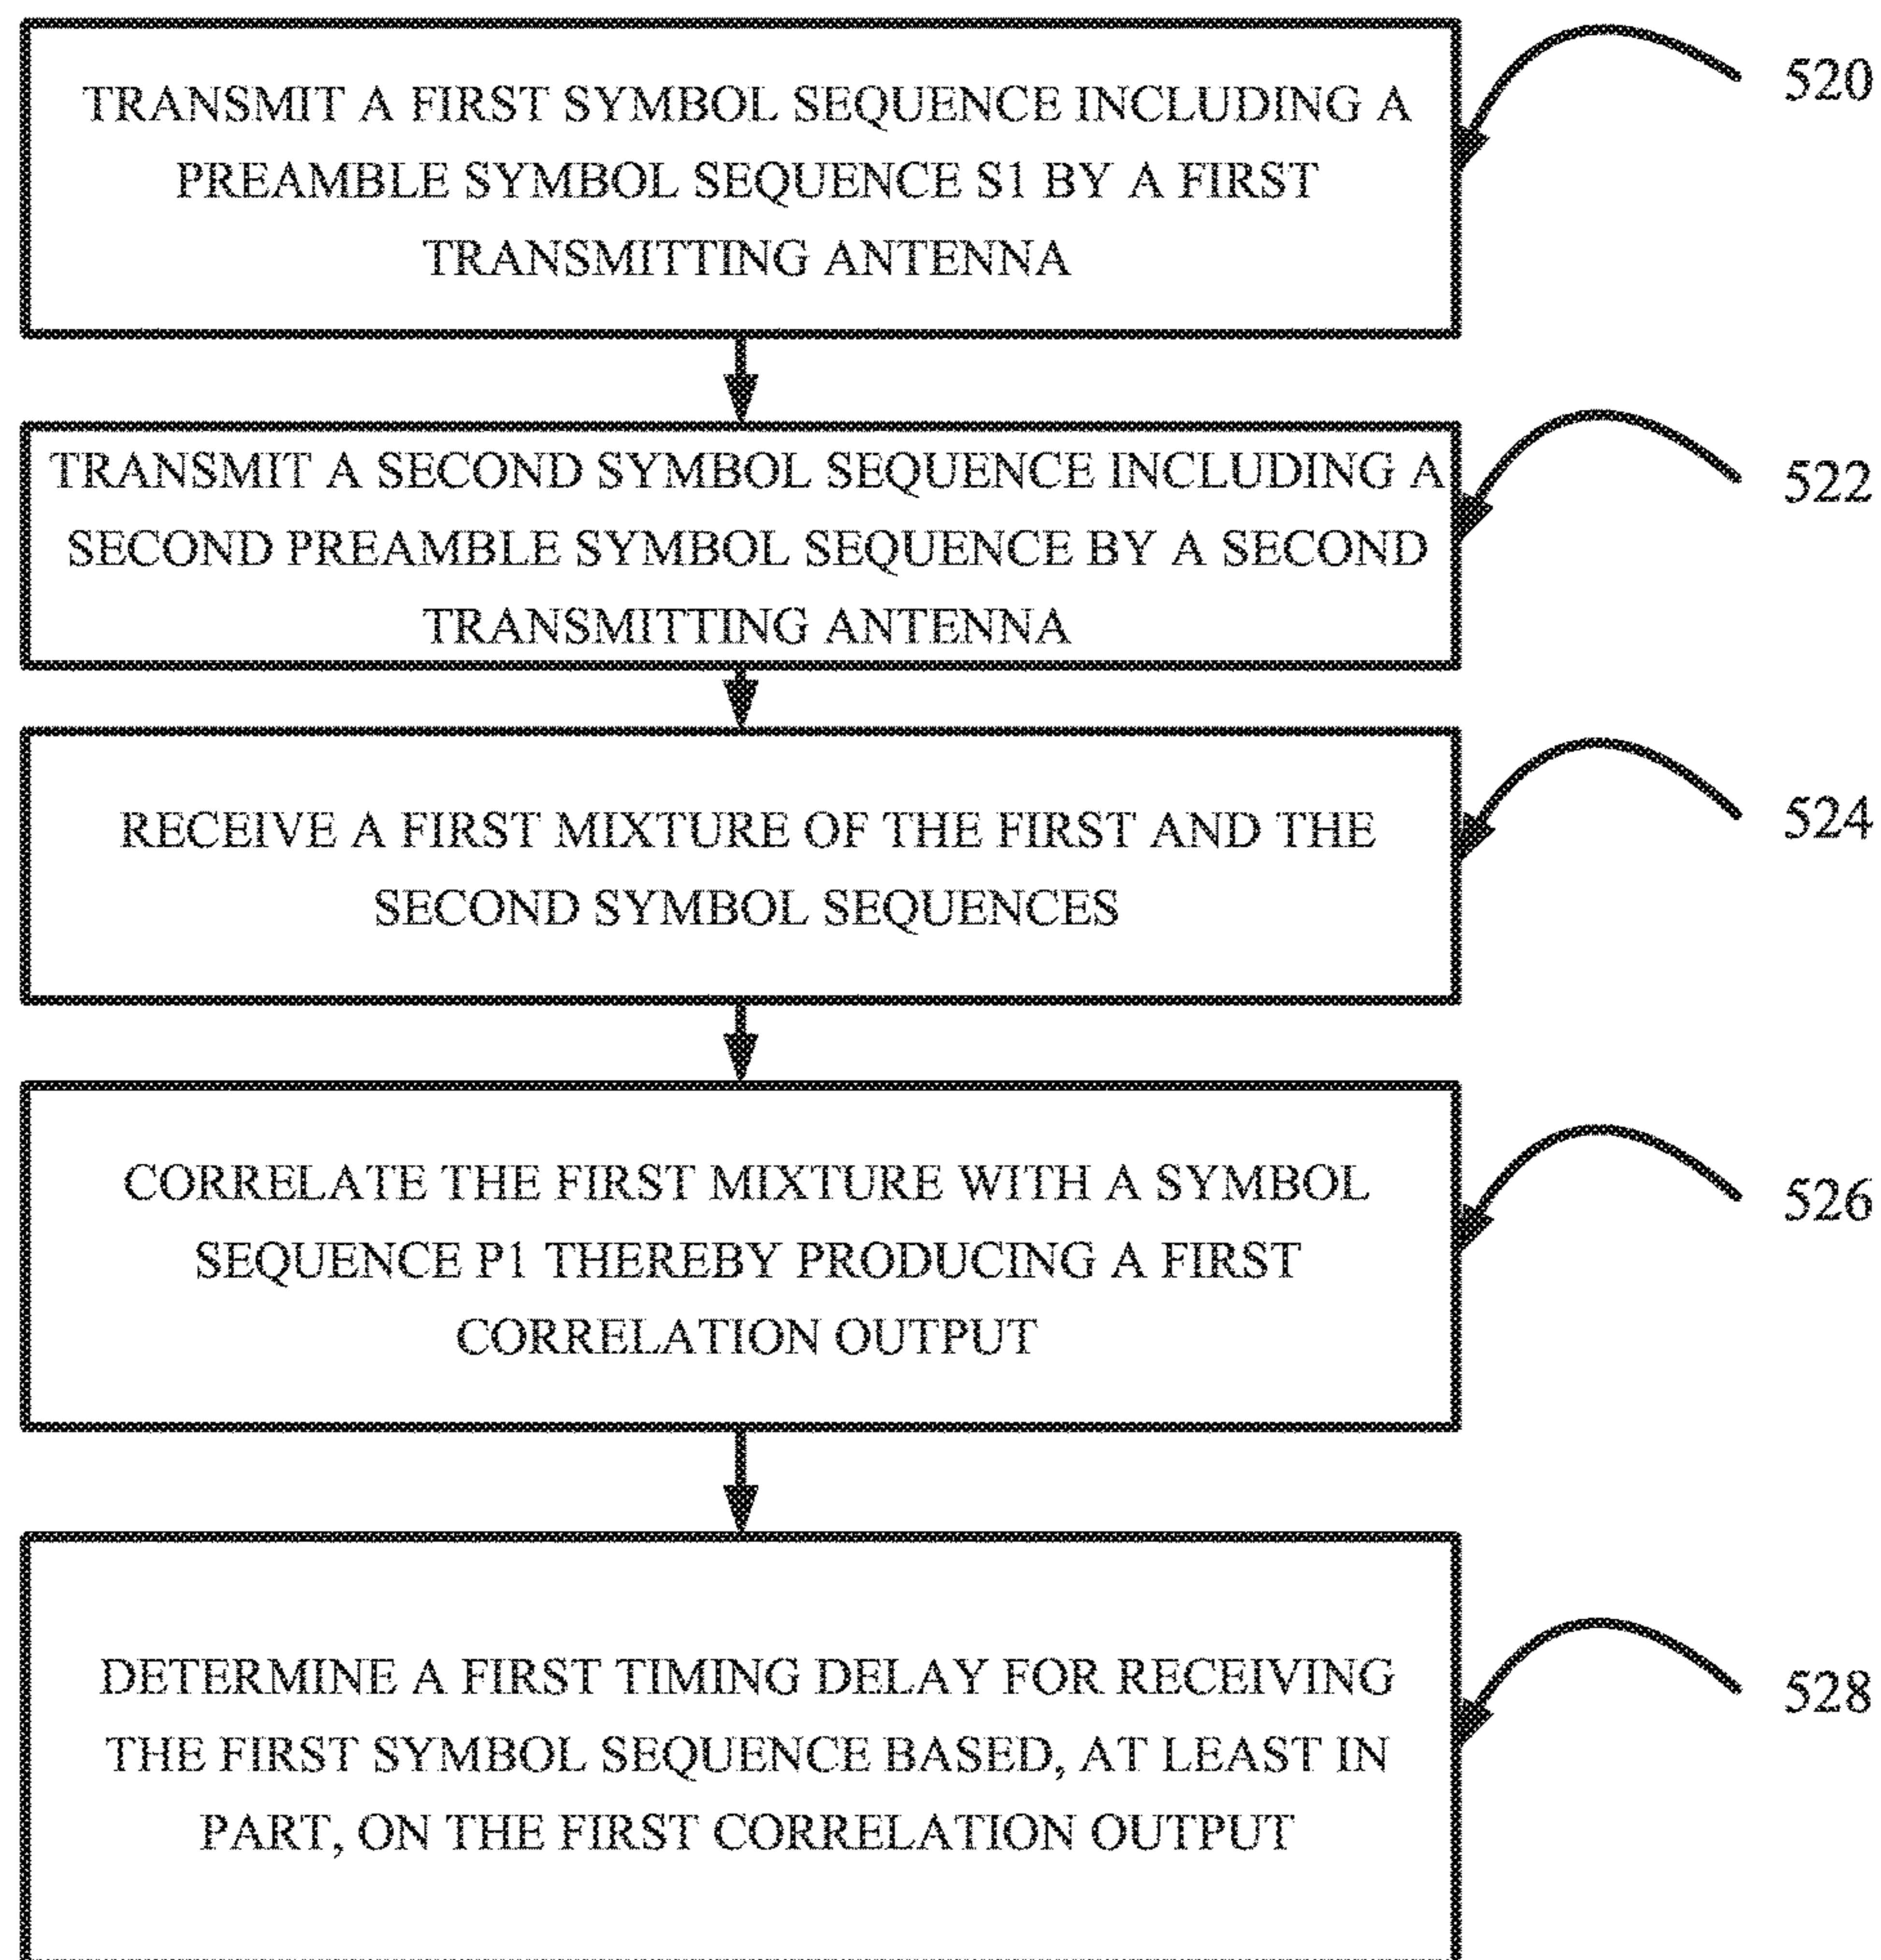 TRANSMIT A FIRST SYMBOL SEQUENCE INCLUDING A
PREAMBLE SYMBOL SEQUENCE S1 BY A FIRST
TRANSMITTING ANTENNA
520
TRANSMIT A SECOND SYMBOL SEQUENCE INCLUDING A
SECOND PREAMBLE SYMBOL SEQUENCE BY A SECOND
TRANSMITTING ANTENNA
522
RECEIVE A FIRST MIXTURE OF THE FIRST AND THE
SECOND SYMBOL SEQUENCES
524
CORRELATE THE FIRST MIXTURE WITH A SYMBOL
SEQUENCE P1 THEREBY PRODUCING A FIRST
CORRELATION OUTPUT
526
DETERMINE A FIRST TIMING DELAY FOR RECEIVING
THE FIRST SYMBOL SEQUENCE BASED, AT LEAST IN
PART, ON THE FIRST CORRELATION OUTPUT
528